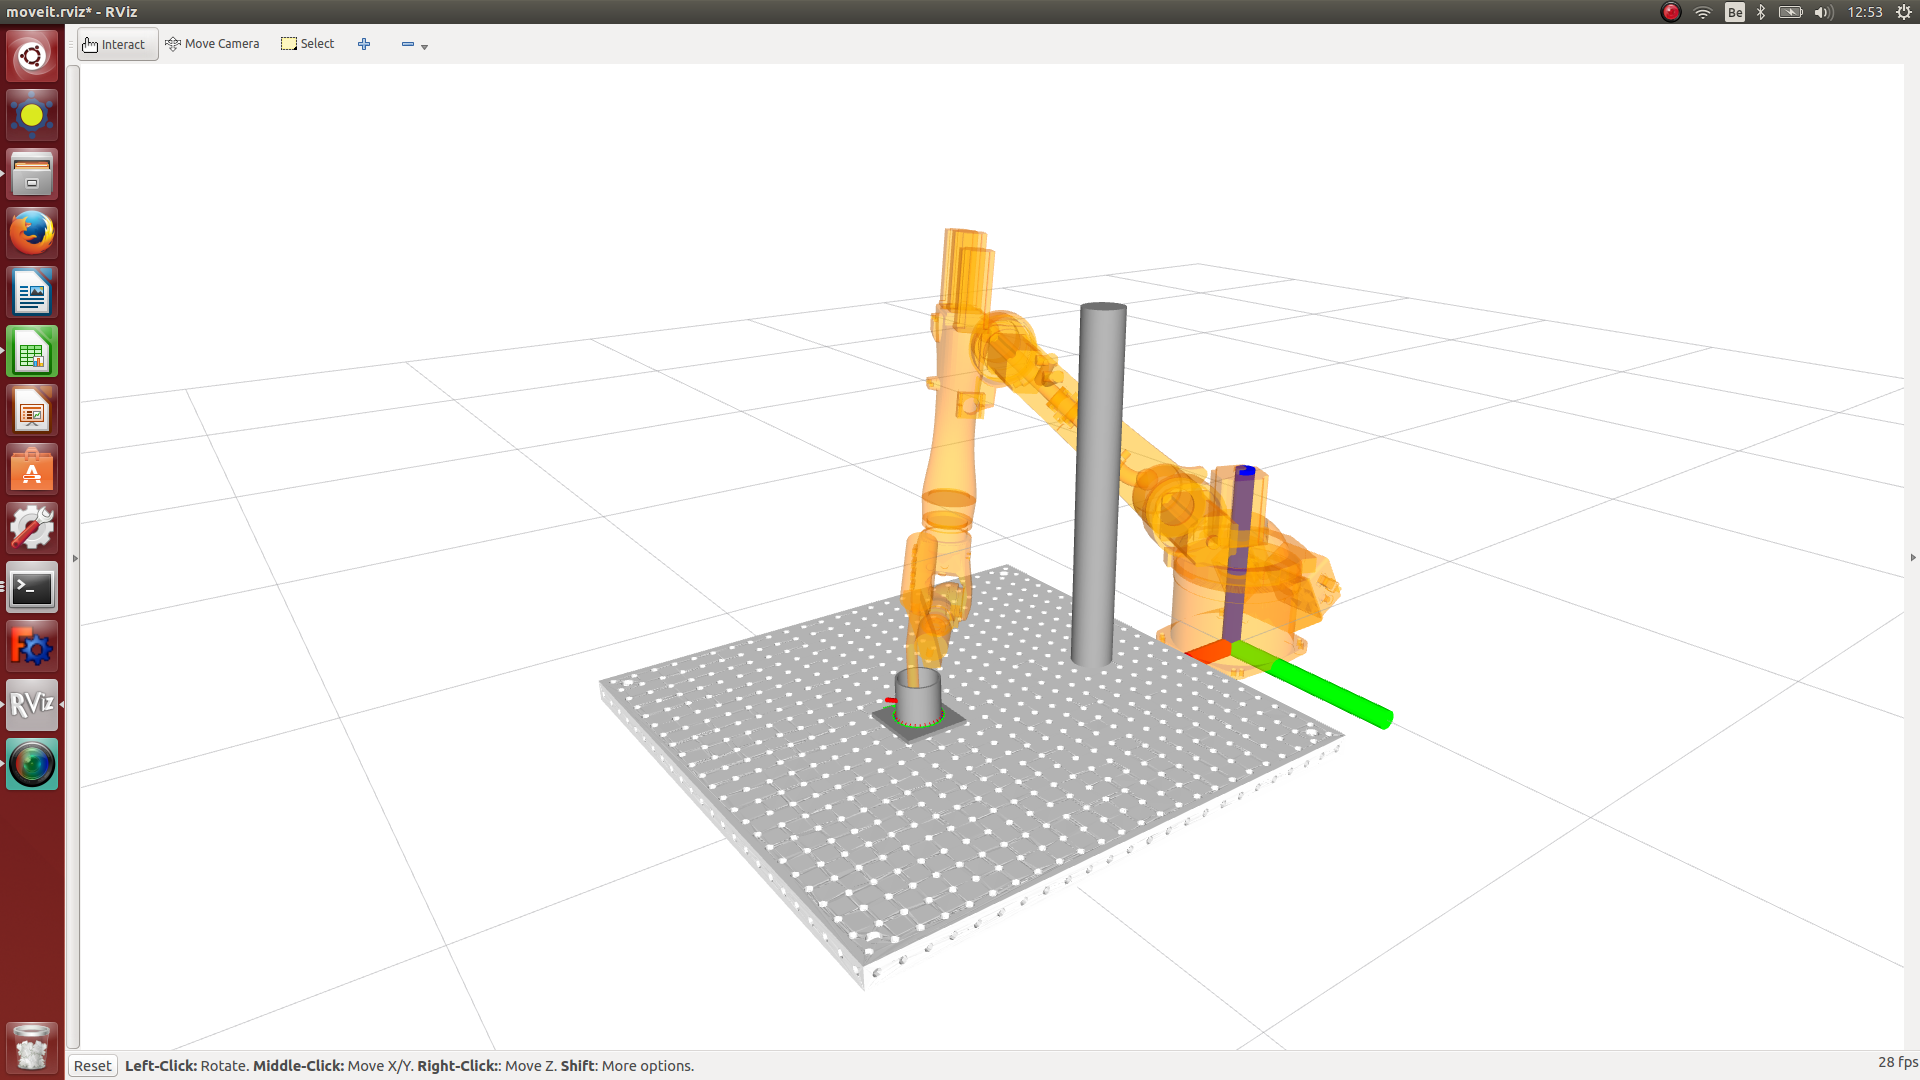 moveit.rviz* - RViz
Be
12:53
Interact
Move Camera
Select
RViz
Reset
Left-Click: Rotate. Middle-Click: Move X/Y. Right-Click:: Move Z. Shift: More options.
28 fps